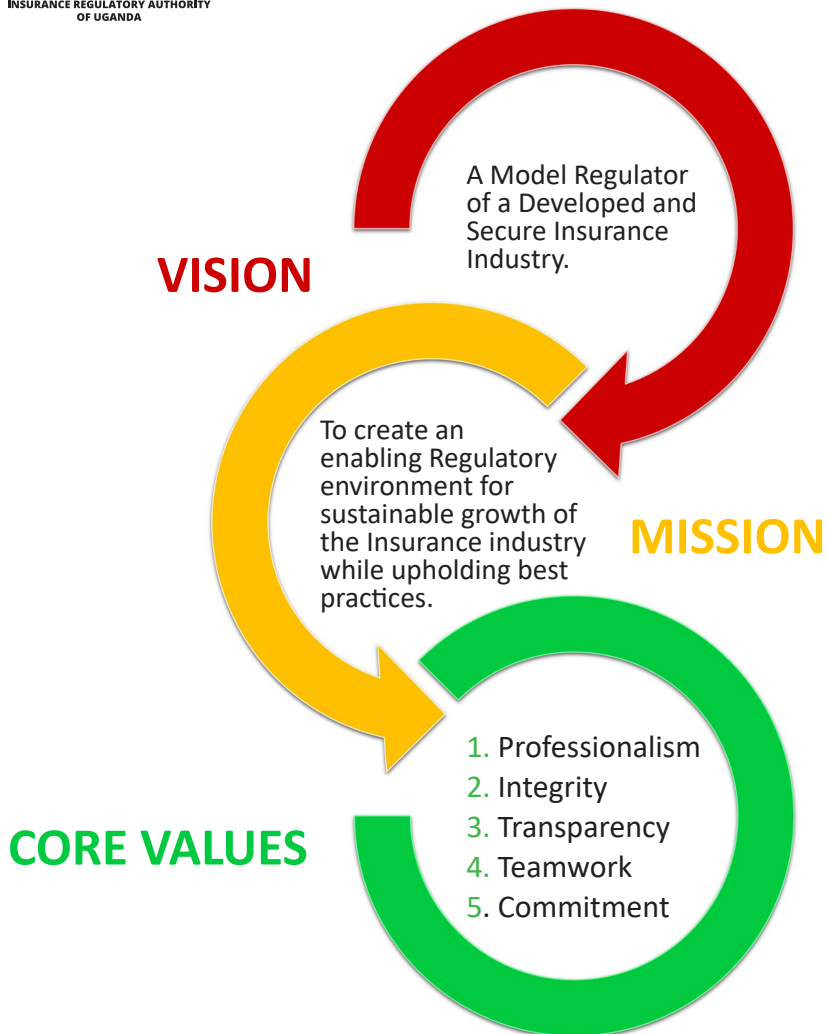 INSURANCE REGULATORY AUTHORITY
OF UGANDA
A Model Regulator
of a Developed and
Secure Insurance
Industry.
VISION
To create an
enabling Regulatory
environment for
sustainable growth of
the Insurance industry
while upholding best
practices.
MISSION
1. Professionalism
2. Integrity
3. Transparency
4. Teamwork
5. Commitment
CORE VALUES